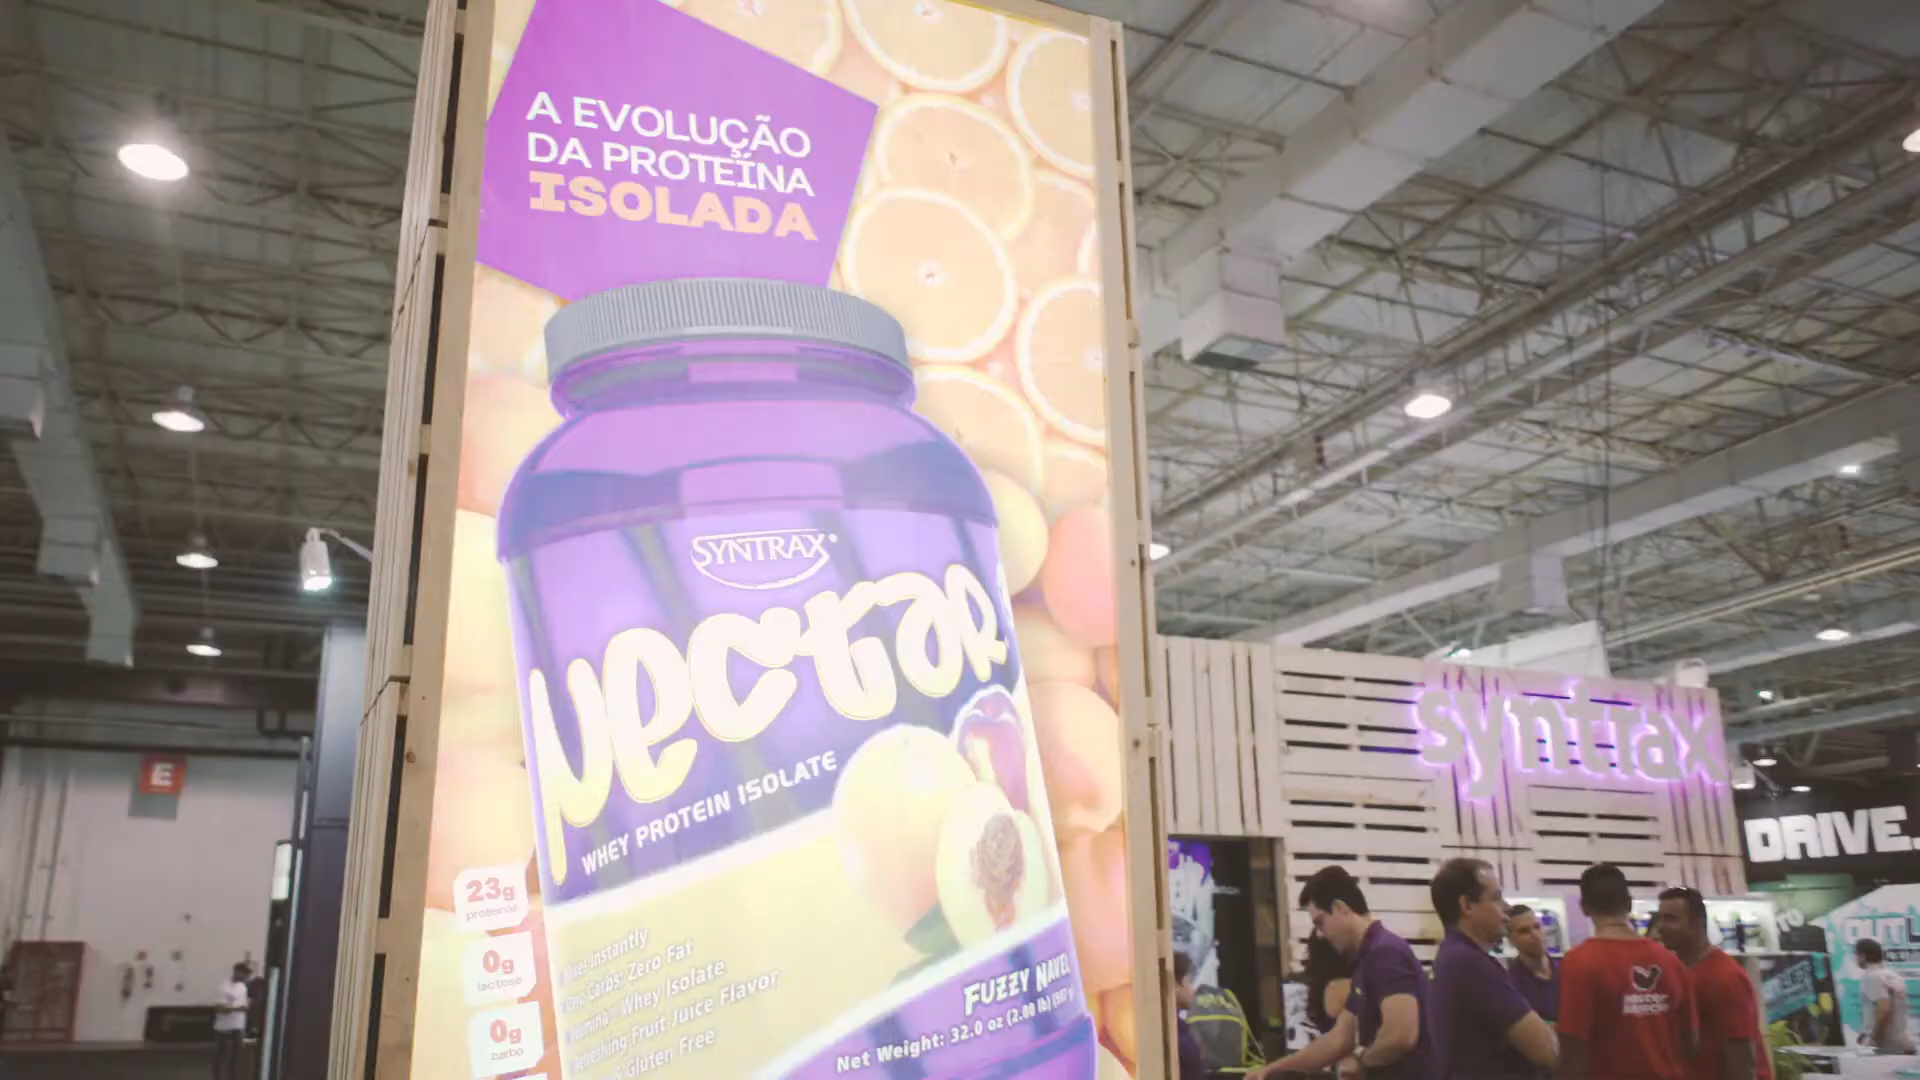 A EVOLUÇÃO
DA PROTEÍNA
ISOLADA
SYNTRAX®
Nectar
WHEY PROTEIN ISOLATE
23g
proteínas
0g
lactose
0g
carbo
Mixes Instantly
Zero Carbs; Zero Fat
Whey Isolate
Refreshing Fruit Juice Flavor
& Gluten Free
FUZZY NAVEL
Net Weight: 32.0 oz (2.00 lb) (907 g)
E
syntrax
DRIVE.